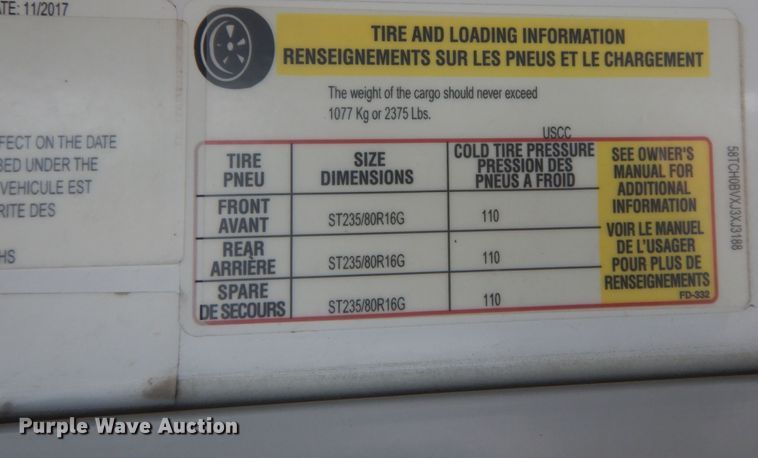 TE: 11/2017
FECT ON THE DATE
BED UNDER THE
VEHICULE EST
RITE DES
HS
TIRE AND LOADING INFORMATION
RENSEIGNEMENTS SUR LES PNEUS ET LE CHARGEMENT
The weight of the cargo should never exceed
1077 Kg or 2375 Lbs.
USCC
TIRE PNEU
SIZE DIMENSIONS
COLD TIRE PRESSURE
PRESSION DES
PNEUS A FROID
FRONT AVANT
ST235/80R16G
110
REAR ARRIÈRE
ST235/80R16G
110
SPARE DE SECOURS
ST235/80R16G
110
SEE OWNER'S
MANUAL FOR
ADDITIONAL
INFORMATION
VOIR LE MANUEL
DE L'USAGER
POUR PLUS DE
RENSEIGNEMENTS
FD-332
Purple Wave Auction